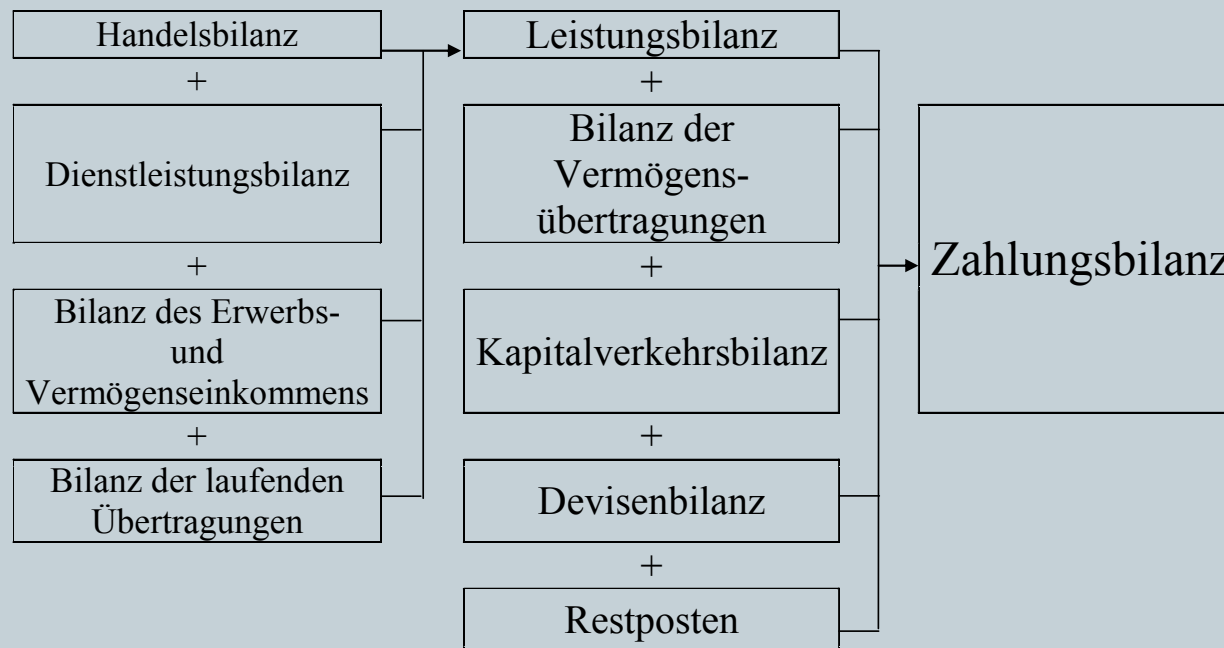 Handelsbilanz
+
Dienstleistungsbilanz
+
Bilanz des Erwerbs-
und
Vermögenseinkommens
+
Bilanz der laufenden
Übertragungen
Leistungsbilanz
+
Bilanz der
Vermögens-
übertragungen
+
Kapitalverkehrsbilanz
+
Devisenbilanz
+
Restposten
Zahlungsbilanz